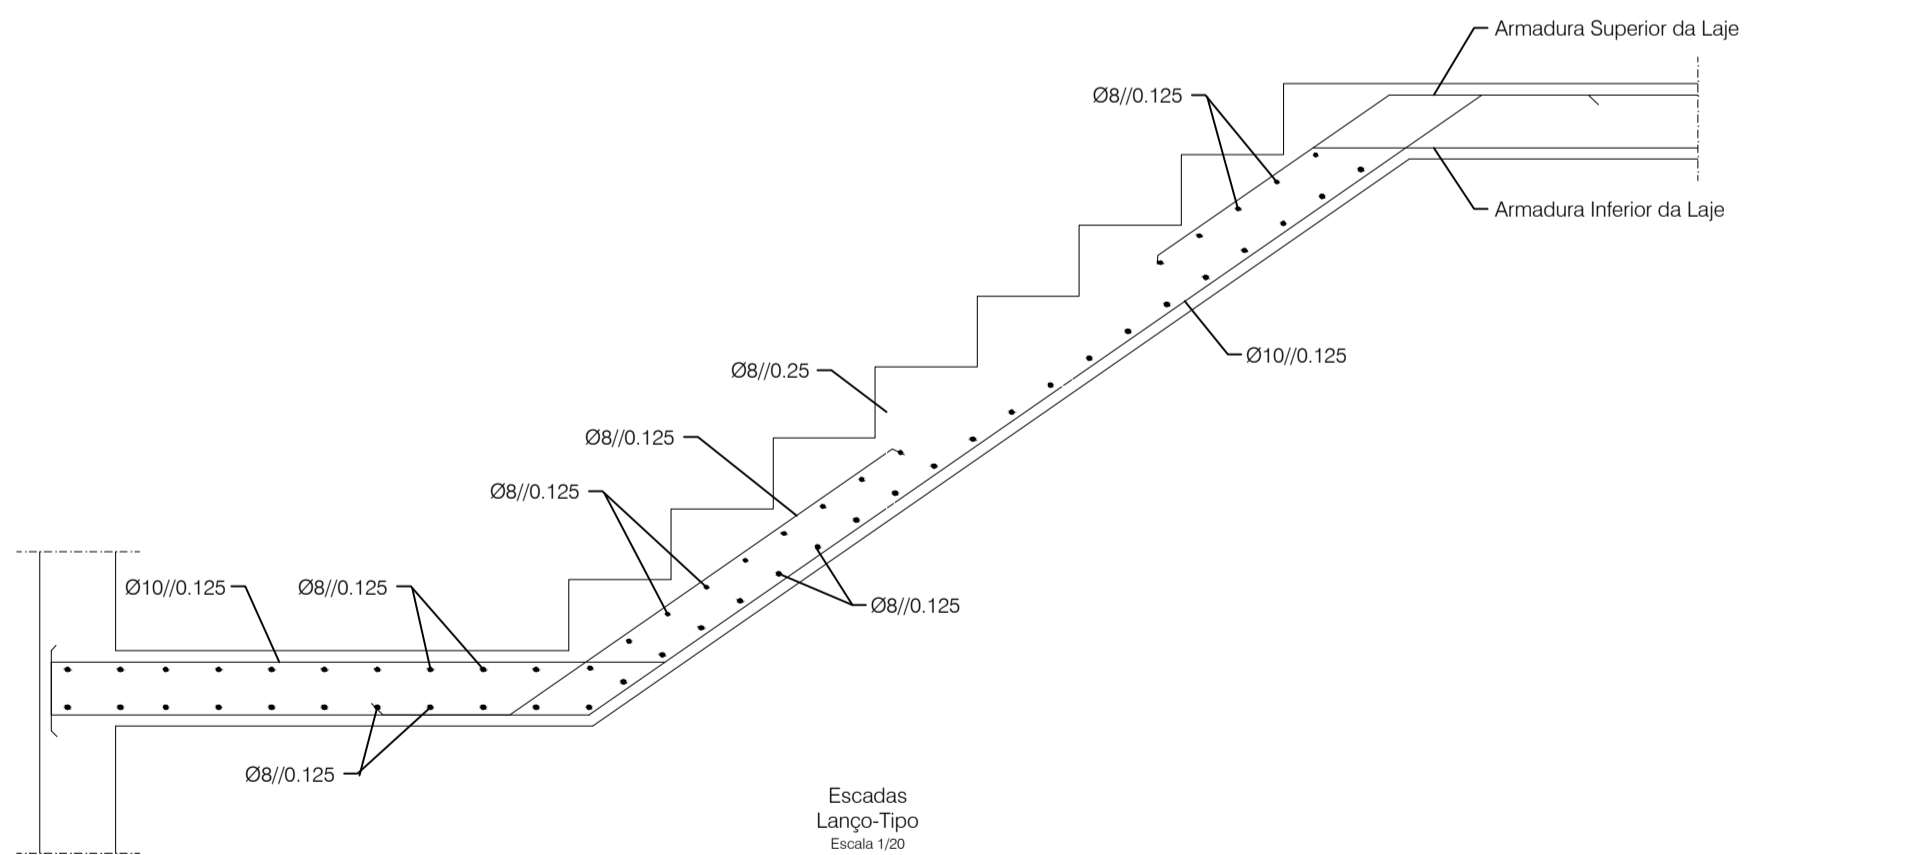 Armadura Superior da Laje
Ø8//0.125
Armadura Inferior da Laje
Ø10//0.125
Ø8//0.25
Ø8//0.125
Ø8//0.125
Ø10//0.125
Ø8//0.125
Ø8//0.125
Ø8//0.125
Escadas
Lanço-Tipo
Escala 1/20